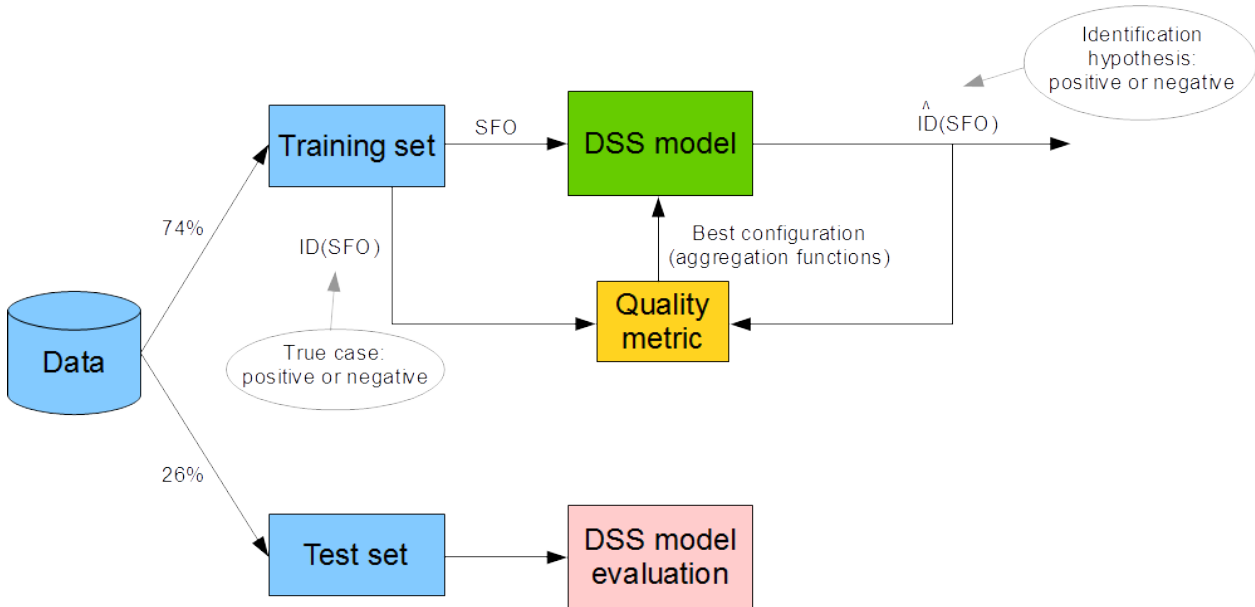 Identification
hypothesis:
positive or negative
^
ID(SFO)
SFO
Training set
DSS model
74%
ID(SFO)
Best configuration
(aggregation functions)
Quality
metric
Data
True case:
positive or negative
26%
Test set
DSS model
evaluation